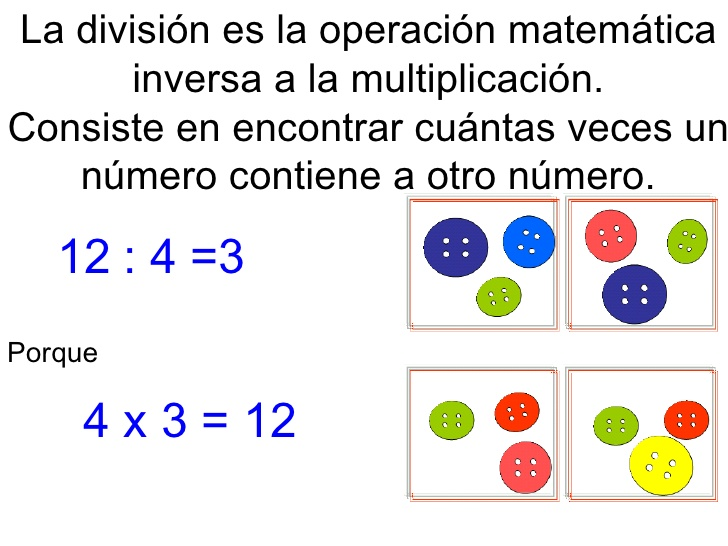 La división es la operación matemática
inversa a la multiplicación.
Consiste en encontrar cuántas veces un
número contiene a otro número.
12 : 4 =3
Porque
4 x 3 = 12